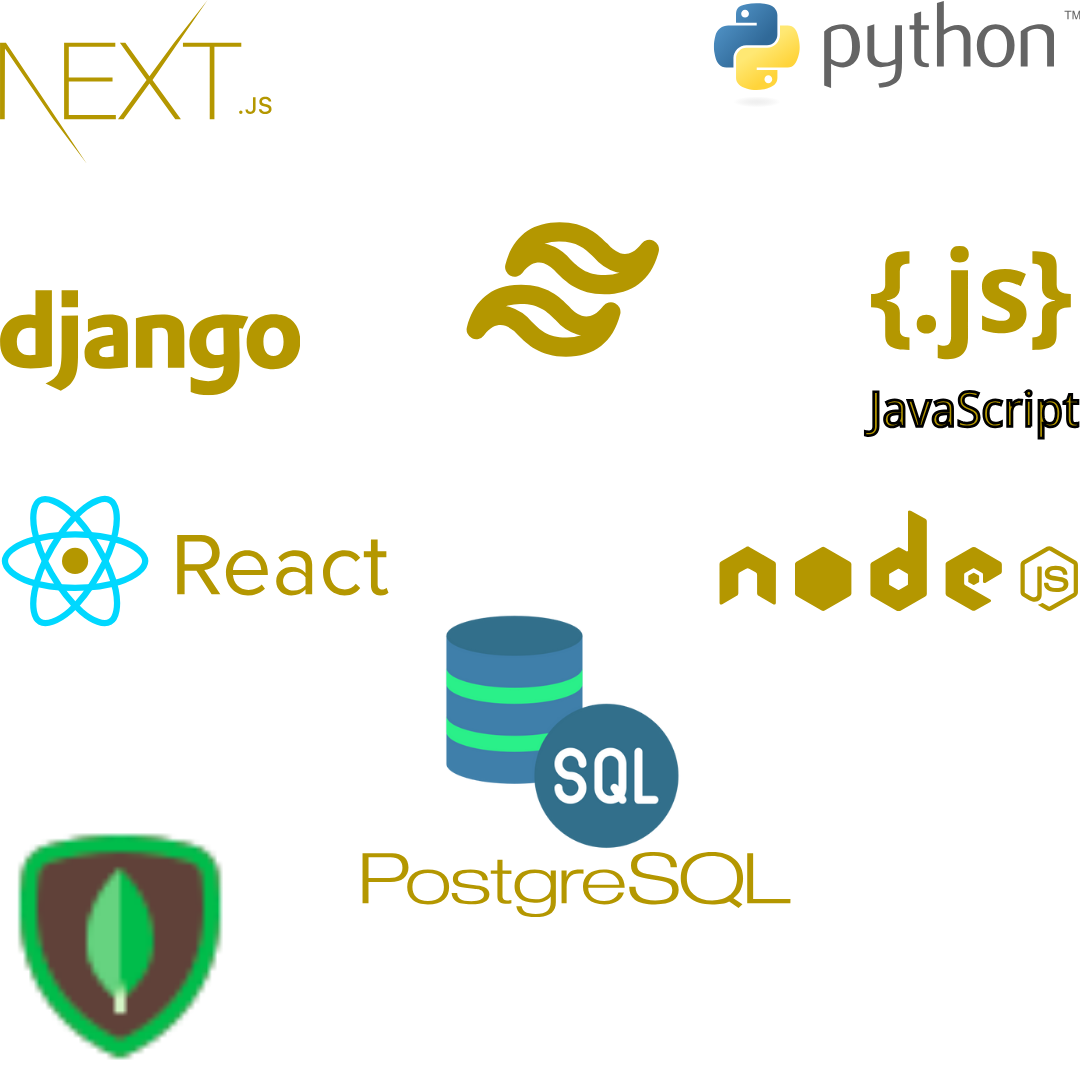 NEXT.JS
python™
django
{.js}
JavaScript
React
node JS
SQL
PostgreSQL